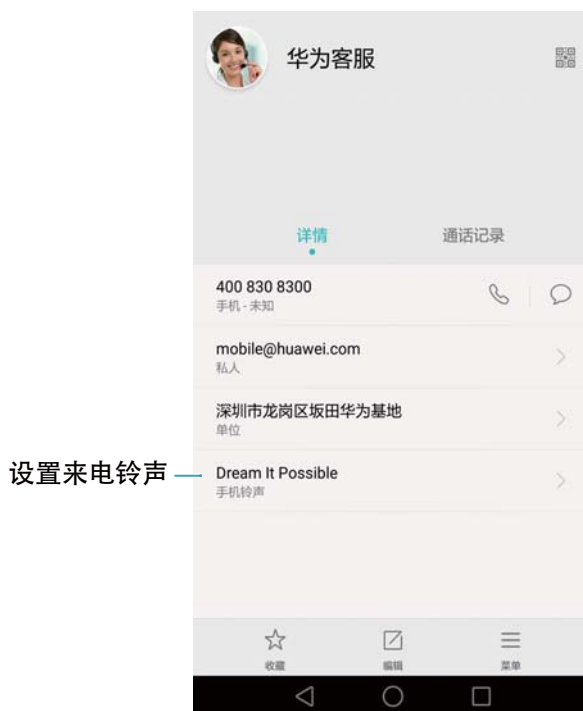 华为客服
详情
通话记录
400 830 8300
手机 - 未知
mobile@huawei.com
私人
深圳市龙岗区坂田华为基地
单位
设置来电铃声
Dream It Possible
手机铃声
收藏
编辑
菜单